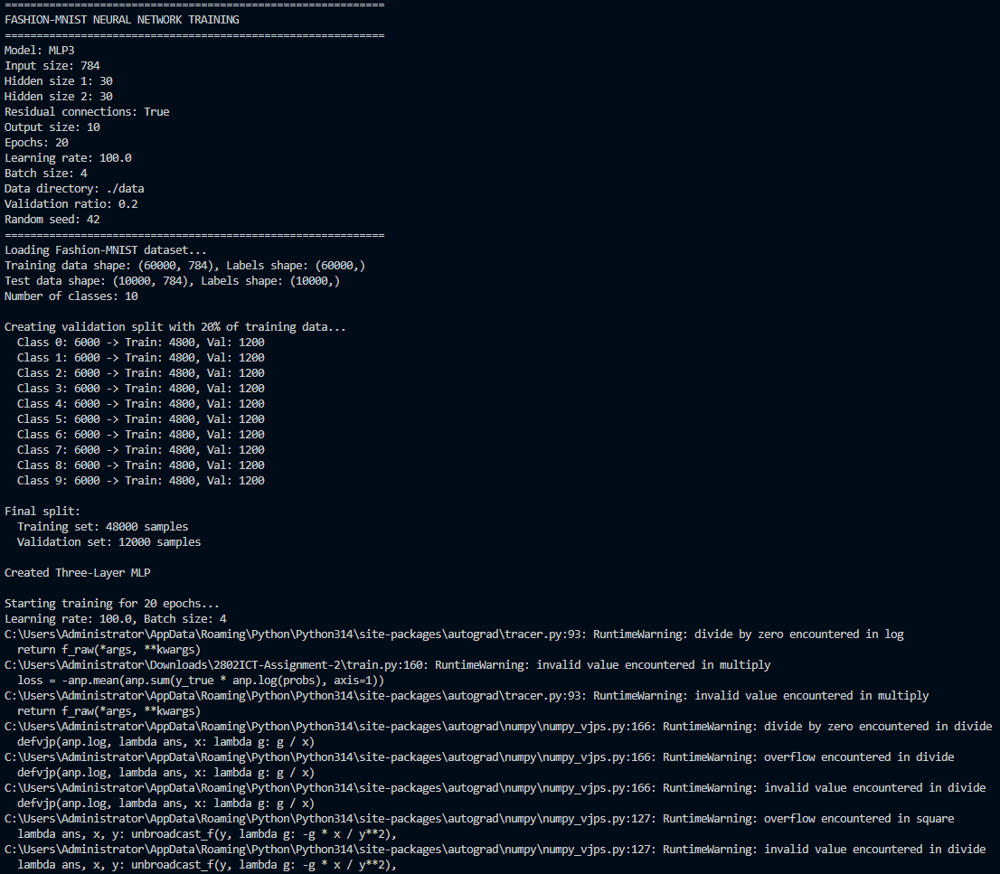 ============================================================
FASHION-MNIST NEURAL NETWORK TRAINING
============================================================
Model: MLP3
Input size: 784
Hidden size 1: 30
Hidden size 2: 30
Residual connections: True
Output size: 10
Epochs: 20
Learning rate: 100.0
Batch size: 4
Data directory: ./data
Validation ratio: 0.2
Random seed: 42
============================================================
Loading Fashion-MNIST dataset...
Training data shape: (60000, 784), Labels shape: (60000,)
Test data shape: (10000, 784), Labels shape: (10000,)
Number of classes: 10

Creating validation split with 20% of training data...
  Class 0: 6000 -> Train: 4800, Val: 1200
  Class 1: 6000 -> Train: 4800, Val: 1200
  Class 2: 6000 -> Train: 4800, Val: 1200
  Class 3: 6000 -> Train: 4800, Val: 1200
  Class 4: 6000 -> Train: 4800, Val: 1200
  Class 5: 6000 -> Train: 4800, Val: 1200
  Class 6: 6000 -> Train: 4800, Val: 1200
  Class 7: 6000 -> Train: 4800, Val: 1200
  Class 8: 6000 -> Train: 4800, Val: 1200
  Class 9: 6000 -> Train: 4800, Val: 1200

Final split:
  Training set: 48000 samples
  Validation set: 12000 samples

Created Three-Layer MLP

Starting training for 20 epochs...
Learning rate: 100.0, Batch size: 4
C:\Users\Administrator\AppData\Roaming\Python\Python314\site-packages\autograd\tracer.py:93: RuntimeWarning: divide by zero encountered in log
  return f_raw(*args, **kwargs)
C:\Users\Administrator\Downloads\2802ICT-Assignment-2\train.py:160: RuntimeWarning: invalid value encountered in multiply
  loss = -anp.mean(anp.sum(y_true * anp.log(probs), axis=1))
C:\Users\Administrator\AppData\Roaming\Python\Python314\site-packages\autograd\tracer.py:93: RuntimeWarning: invalid value encountered in multiply
  return f_raw(*args, **kwargs)
C:\Users\Administrator\AppData\Roaming\Python\Python314\site-packages\autograd\numpy\numpy_vjps.py:166: RuntimeWarning: divide by zero encountered in divide
  defvjp(anp.log, lambda ans, x: lambda g: g / x)
C:\Users\Administrator\AppData\Roaming\Python\Python314\site-packages\autograd\numpy\numpy_vjps.py:166: RuntimeWarning: overflow encountered in divide
  defvjp(anp.log, lambda ans, x: lambda g: g / x)
C:\Users\Administrator\AppData\Roaming\Python\Python314\site-packages\autograd\numpy\numpy_vjps.py:166: RuntimeWarning: invalid value encountered in divide
  defvjp(anp.log, lambda ans, x: lambda g: g / x)
C:\Users\Administrator\AppData\Roaming\Python\Python314\site-packages\autograd\numpy\numpy_vjps.py:127: RuntimeWarning: overflow encountered in square
  lambda ans, x, y: unbroadcast_f(y, lambda g: -g * x / y**2),
C:\Users\Administrator\AppData\Roaming\Python\Python314\site-packages\autograd\numpy\numpy_vjps.py:127: RuntimeWarning: invalid value encountered in divide
  lambda ans, x, y: unbroadcast_f(y, lambda g: -g * x / y**2),